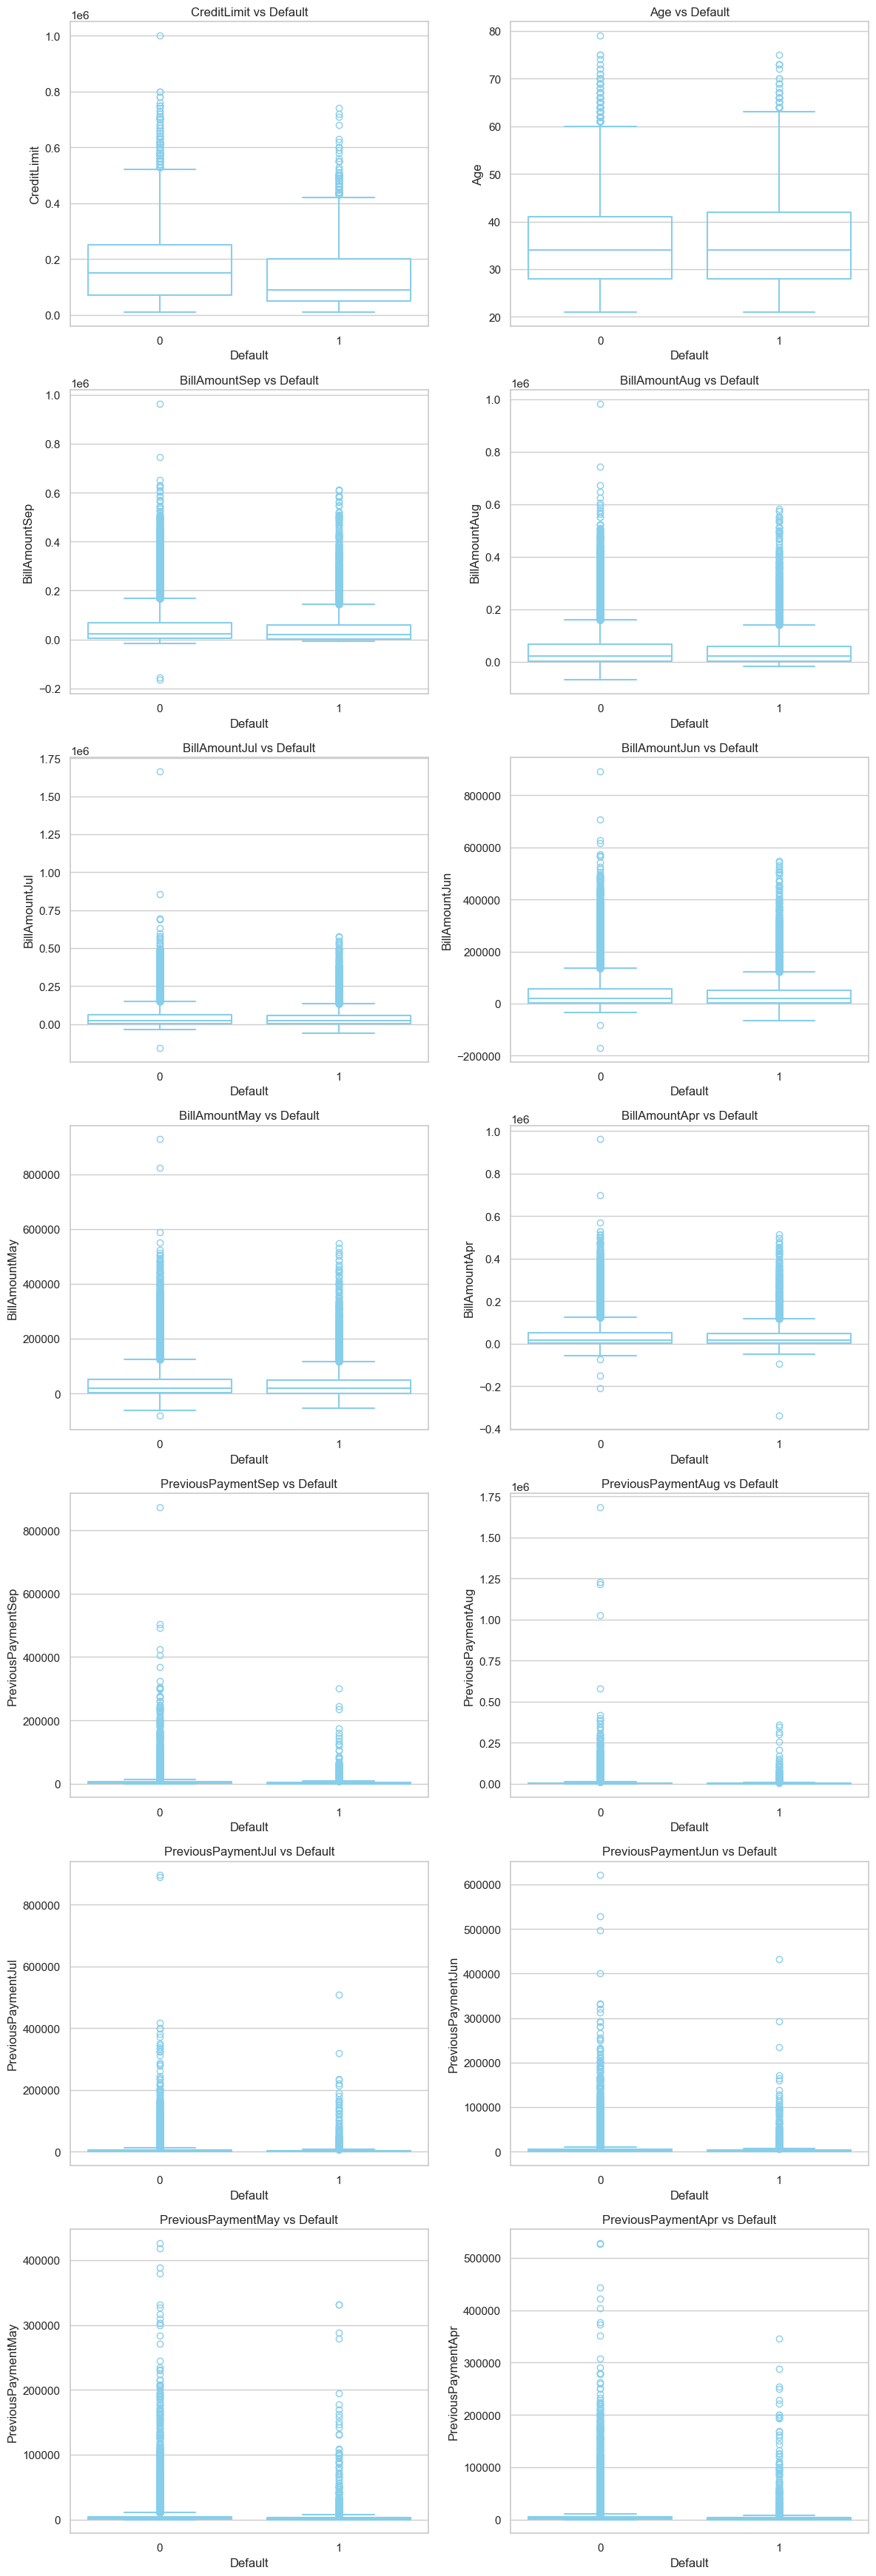 CreditLimit vs Default
1e6
1.0
0.8
0.6
0.4
0.2
0.0
CreditLimit
0 1
Default
Age vs Default
80
70
60
50
40
30
20
Age
0 1
Default
BillAmountSep vs Default
1e6
1.0
0.8
0.6
0.4
0.2
0.0
−0.2
BillAmountSep
0 1
Default
BillAmountAug vs Default
1e6
1.0
0.8
0.6
0.4
0.2
0.0
BillAmountAug
0 1
Default
BillAmountJul vs Default
1e6
1.75
1.50
1.25
1.00
0.75
0.50
0.25
0.00
BillAmountJul
0 1
Default
BillAmountJun vs Default
800000
600000
400000
200000
0
−200000
BillAmountJun
0 1
Default
BillAmountMay vs Default
800000
600000
400000
200000
0
BillAmountMay
0 1
Default
BillAmountApr vs Default
1e6
1.0
0.8
0.6
0.4
0.2
0.0
−0.2
−0.4
BillAmountApr
0 1
Default
PreviousPaymentSep vs Default
800000
600000
400000
200000
0
PreviousPaymentSep
0 1
Default
PreviousPaymentAug vs Default
1e6
1.75
1.50
1.25
1.00
0.75
0.50
0.25
0.00
PreviousPaymentAug
0 1
Default
PreviousPaymentJul vs Default
800000
600000
400000
200000
0
PreviousPaymentJul
0 1
Default
PreviousPaymentJun vs Default
600000
500000
400000
300000
200000
100000
0
PreviousPaymentJun
0 1
Default
PreviousPaymentMay vs Default
400000
300000
200000
100000
0
PreviousPaymentMay
0 1
Default
PreviousPaymentApr vs Default
500000
400000
300000
200000
100000
0
PreviousPaymentApr
0 1
Default